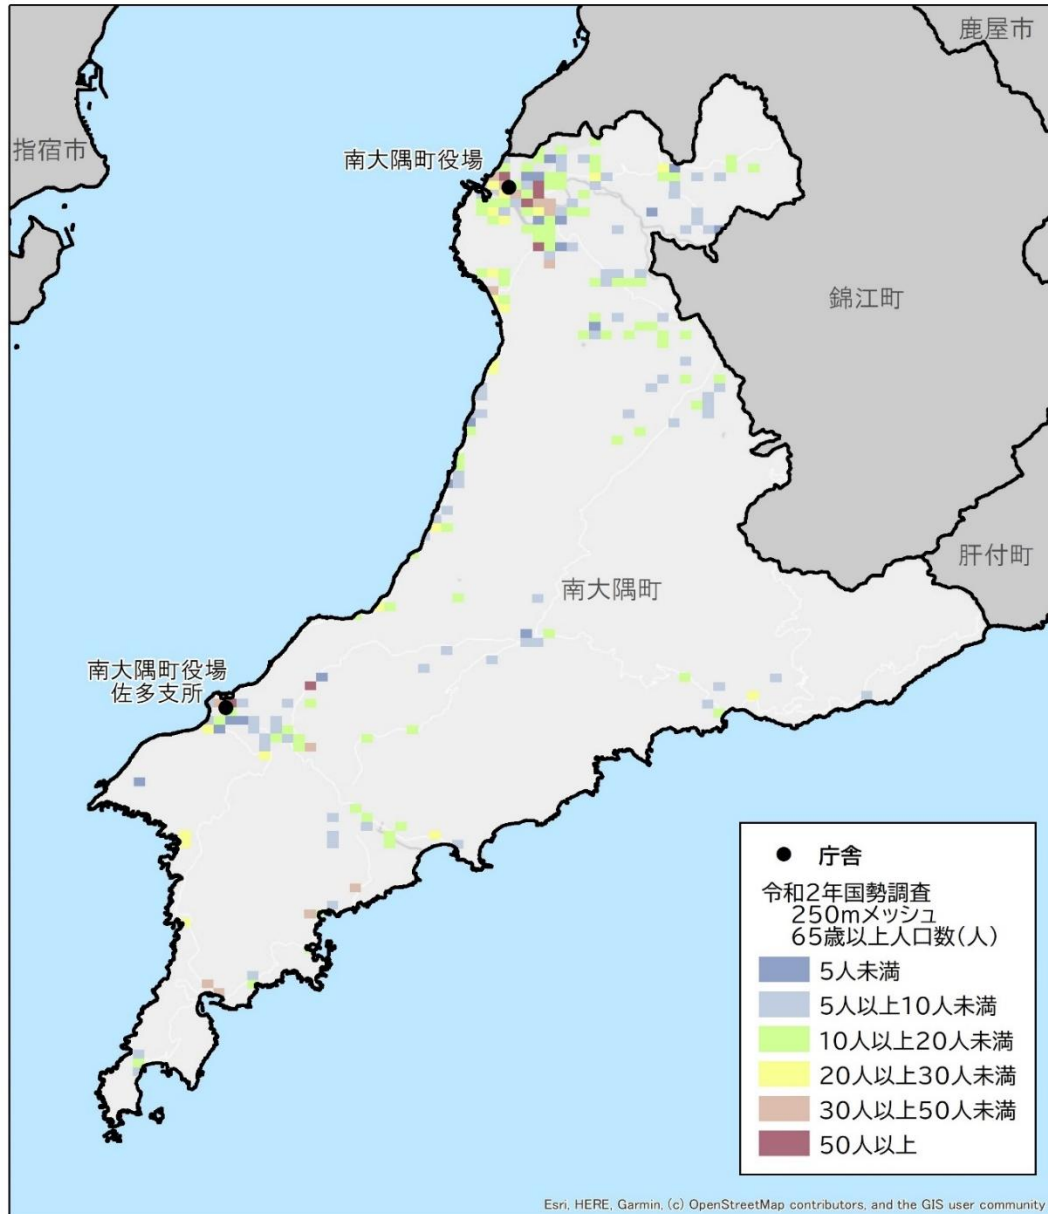 鹿屋市
指宿市
南大隅町役場
錦江町
肝付町
南大隅町
南大隅町役場
佐多支所
庁舎
令和2年国勢調査
250mメッシュ
65歳以上人口数(人)
5人未満
5人以上10人未満
10人以上20人未満
20人以上30人未満
30人以上50人未満
50人以上
Esri, HERE, Garmin, (c) OpenStreetMap contributors, and the GIS user community